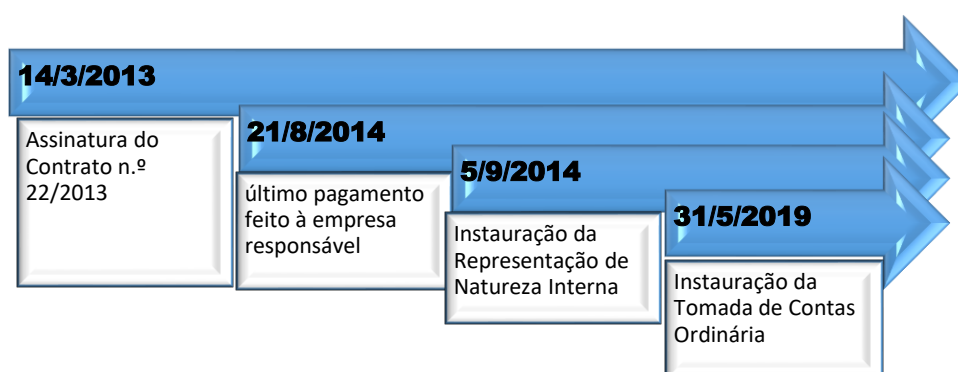 14/3/2013
Assinatura do
Contrato n.º
22/2013
21/8/2014
último pagamento
feito à empresa
responsável
5/9/2014
Instauração da
Representação de
Natureza Interna
31/5/2019
Instauração da
Tomada de Contas
Ordinária